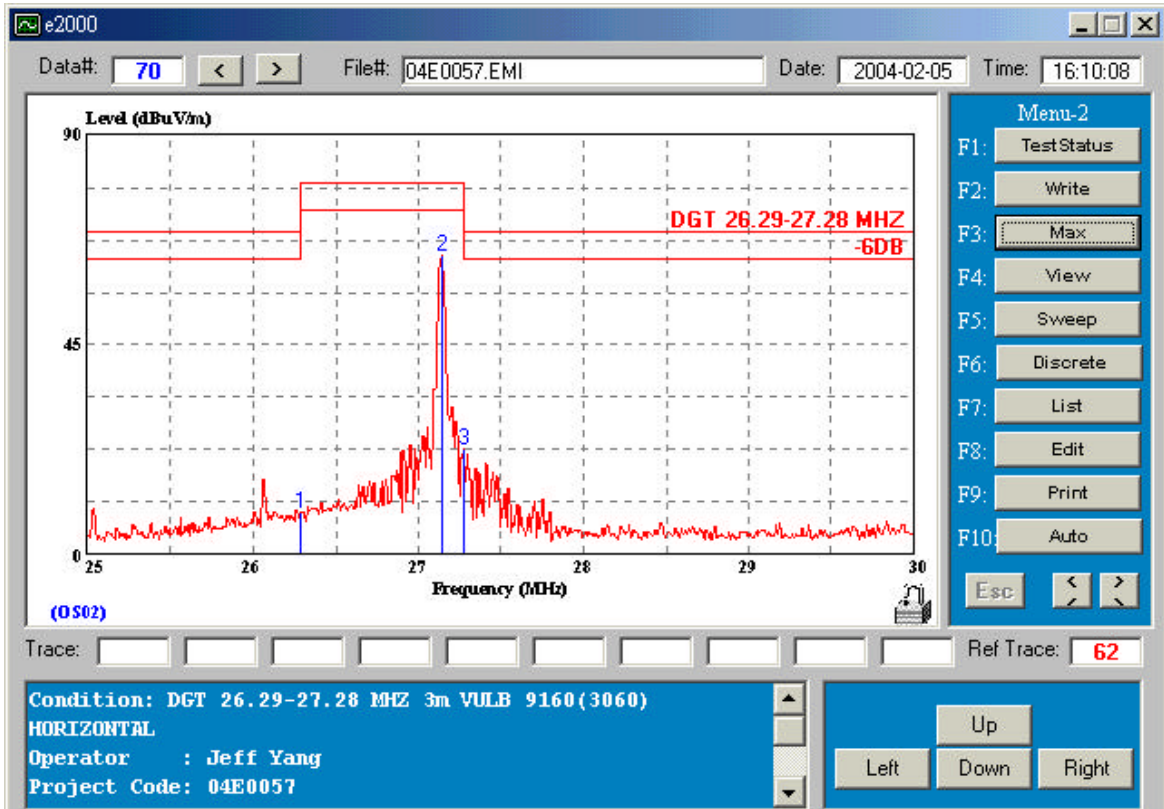 e2000
Data#: 70 < > File#: 04E0057.EMI Date: 2004-02-05 Time: 16:10:08
Level (dBuV/m)
90
DGT 26.29-27.28 MHZ
-6DB
2
45
3
1
0
25 26 27 28 29 30
Frequency (MHz)
(OS02)
Menu-2
F1: TestStatus
F2: Write
F3: Max
F4: View
F5: Sweep
F6: Discrete
F7: List
F8: Edit
F9: Print
F10: Auto
Esc
Trace: Ref Trace: 62
Condition: DGT 26.29-27.28 MHZ 3m VULB 9160(3060)
HORIZONTAL
Operator : Jeff Yang
Project Code: 04E0057
Up
Left Down Right